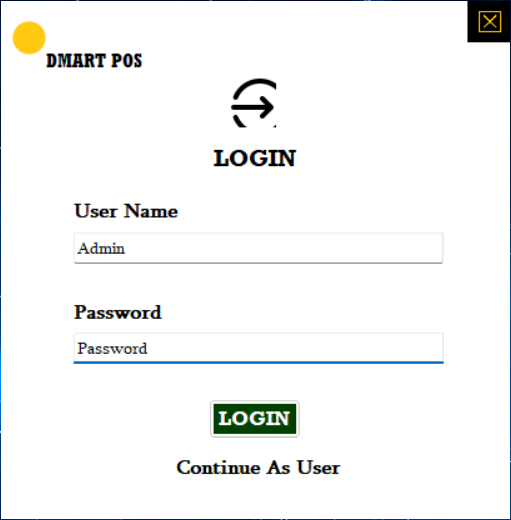 DMART POS
LOGIN
User Name
Admin
Password
Password
LOGIN
Continue As User